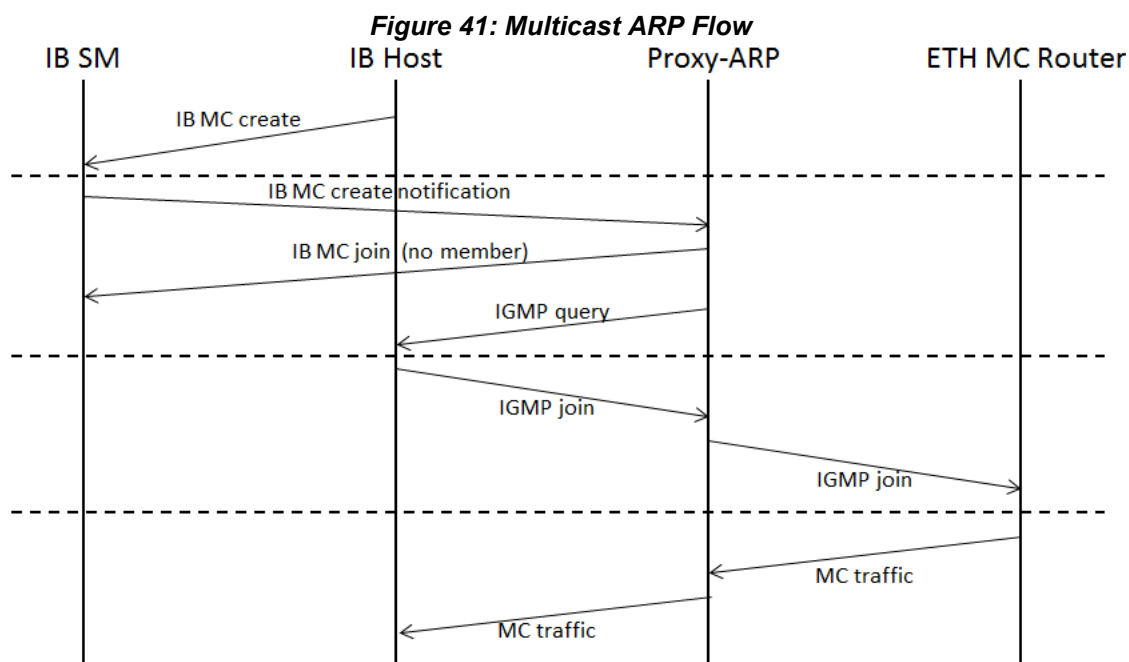 Figure 41: Multicast ARP Flow
IB SM IB Host Proxy-ARP ETH MC Router
IB MC create
IB MC create notification
IB MC join (no member)
IGMP query
IGMP join
IGMP join
MC traffic
MC traffic